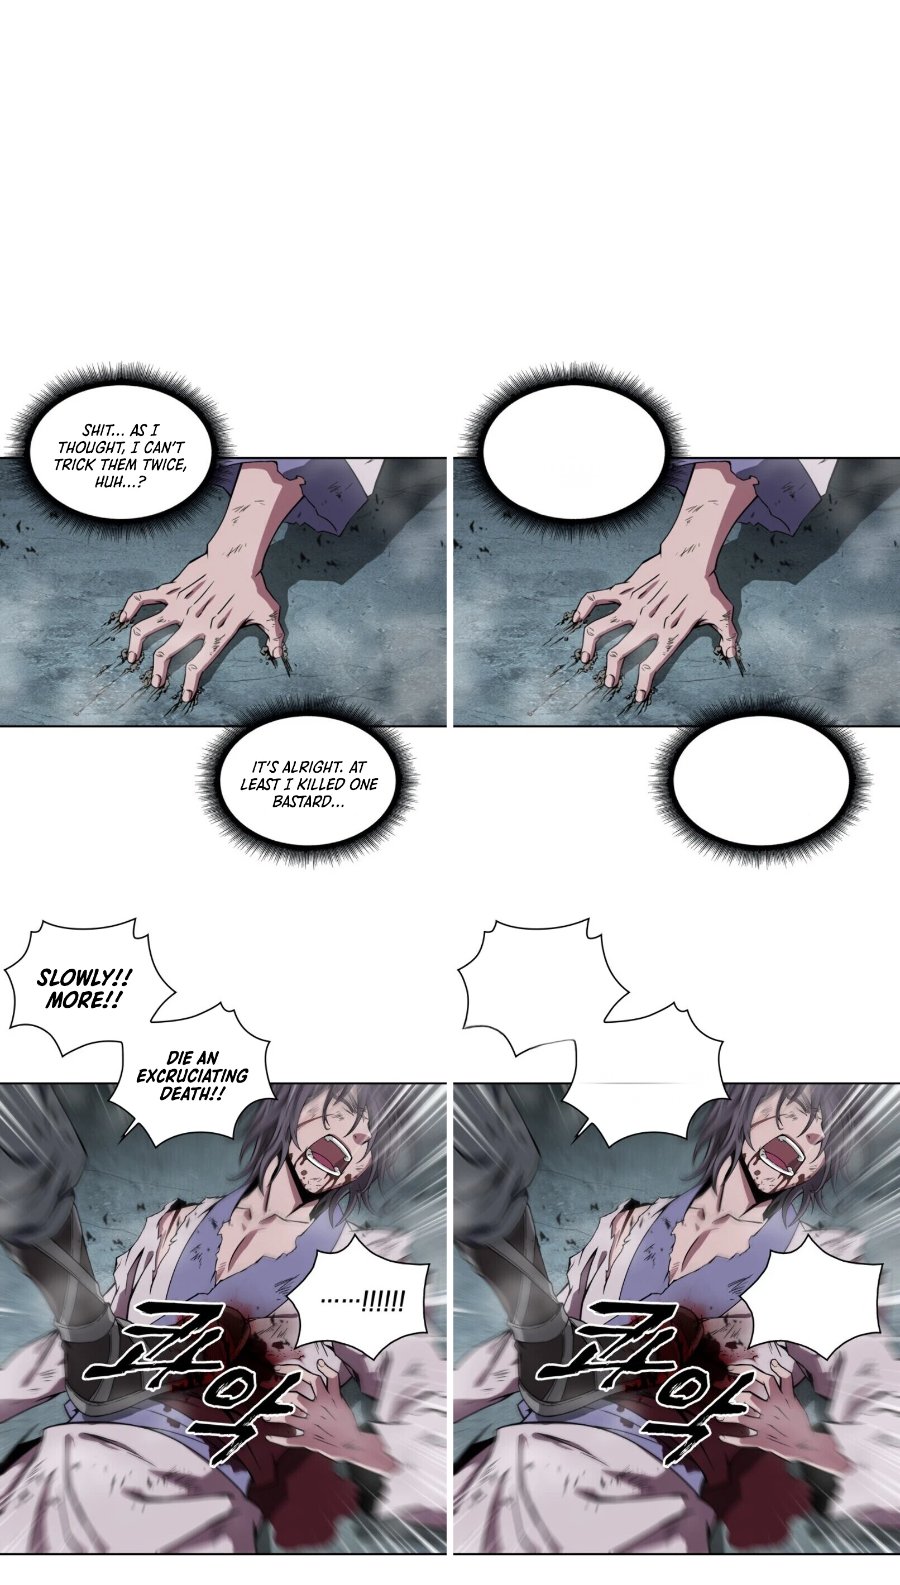 SHIT... AS I
THOUGHT, I CAN'T
TRICK THEM TWICE,
HUH...?
IT'S ALRIGHT. AT
LEAST I KILLED ONE
BASTARD...
SLOWLY!!
MORE!!
DIE AN
EXCRUCIATING
DEATH!!
......!!!!!!
콰악
콰악